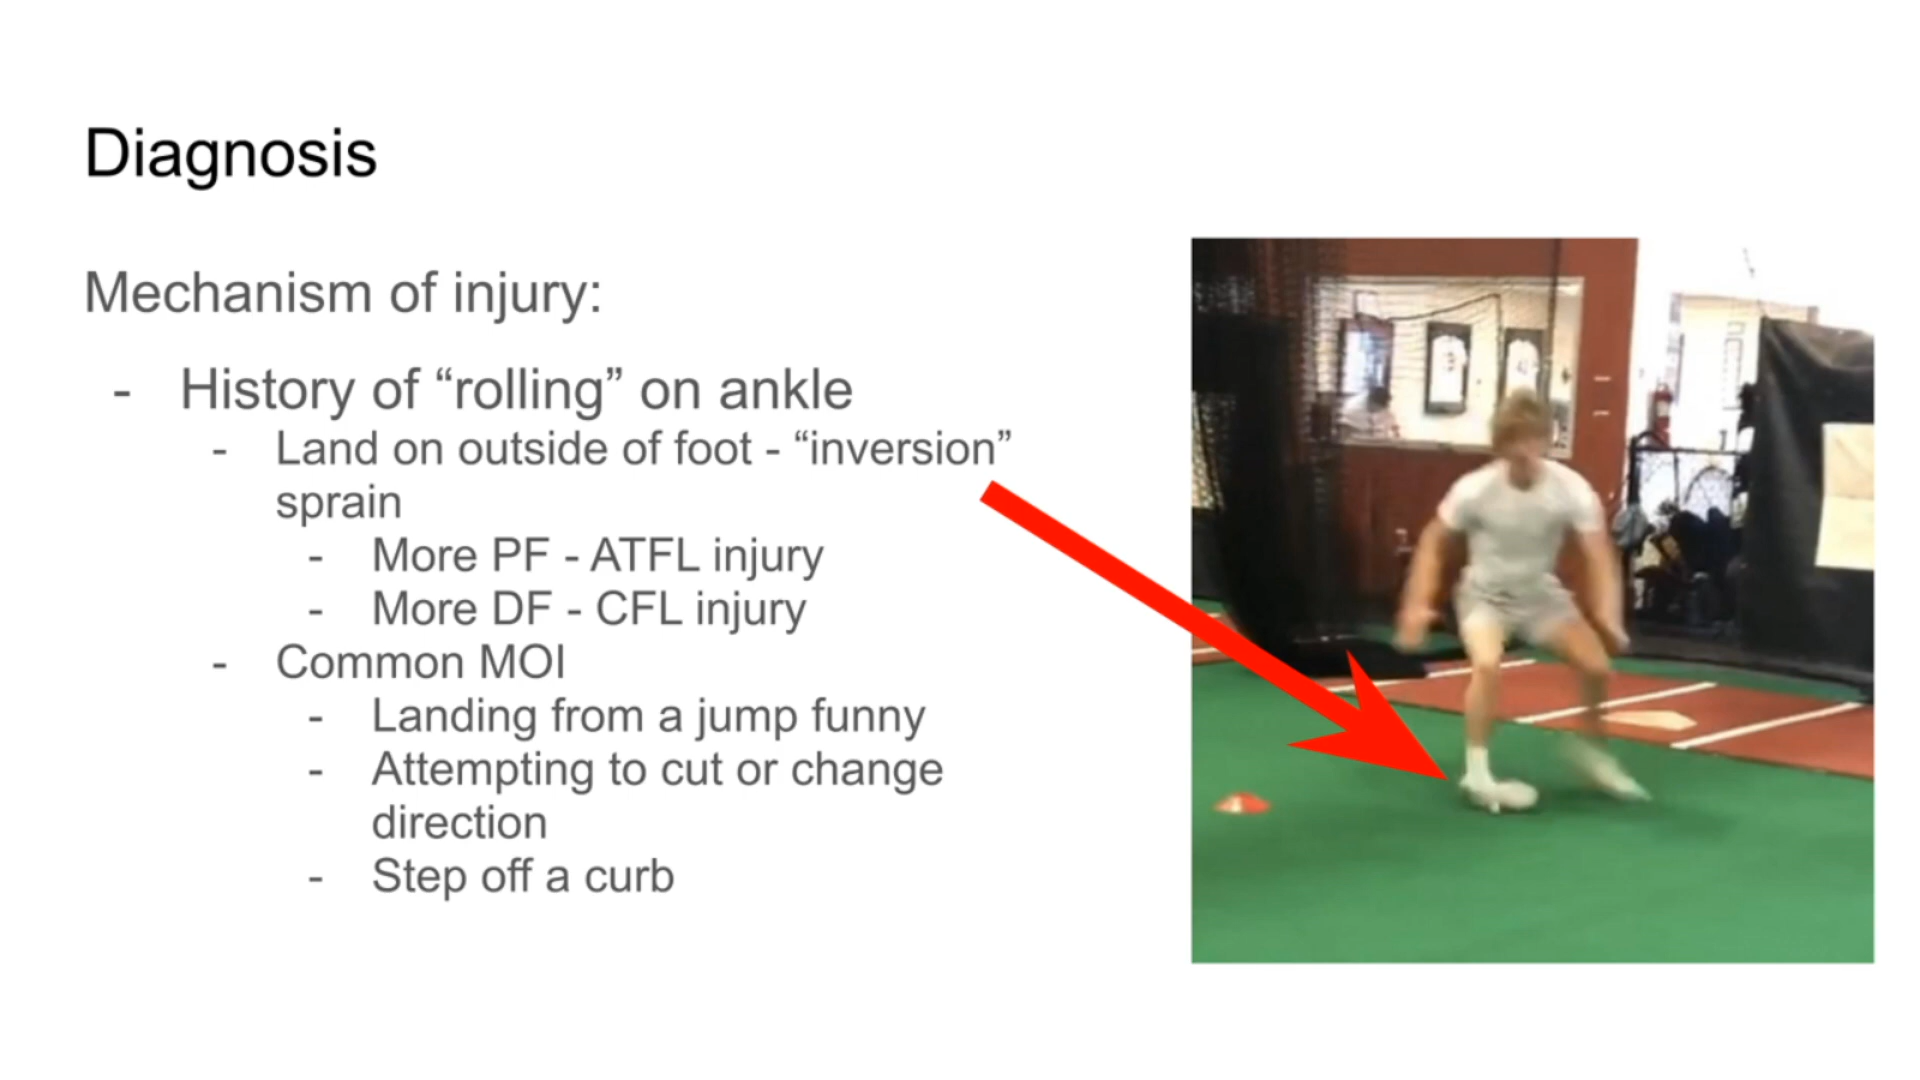 Diagnosis
Mechanism of injury:
- History of “rolling” on ankle
- Land on outside of foot - “inversion”
sprain
- More PF - ATFL injury
- More DF - CFL injury
- Common MOI
- Landing from a jump funny
- Attempting to cut or change
direction
- Step off a curb